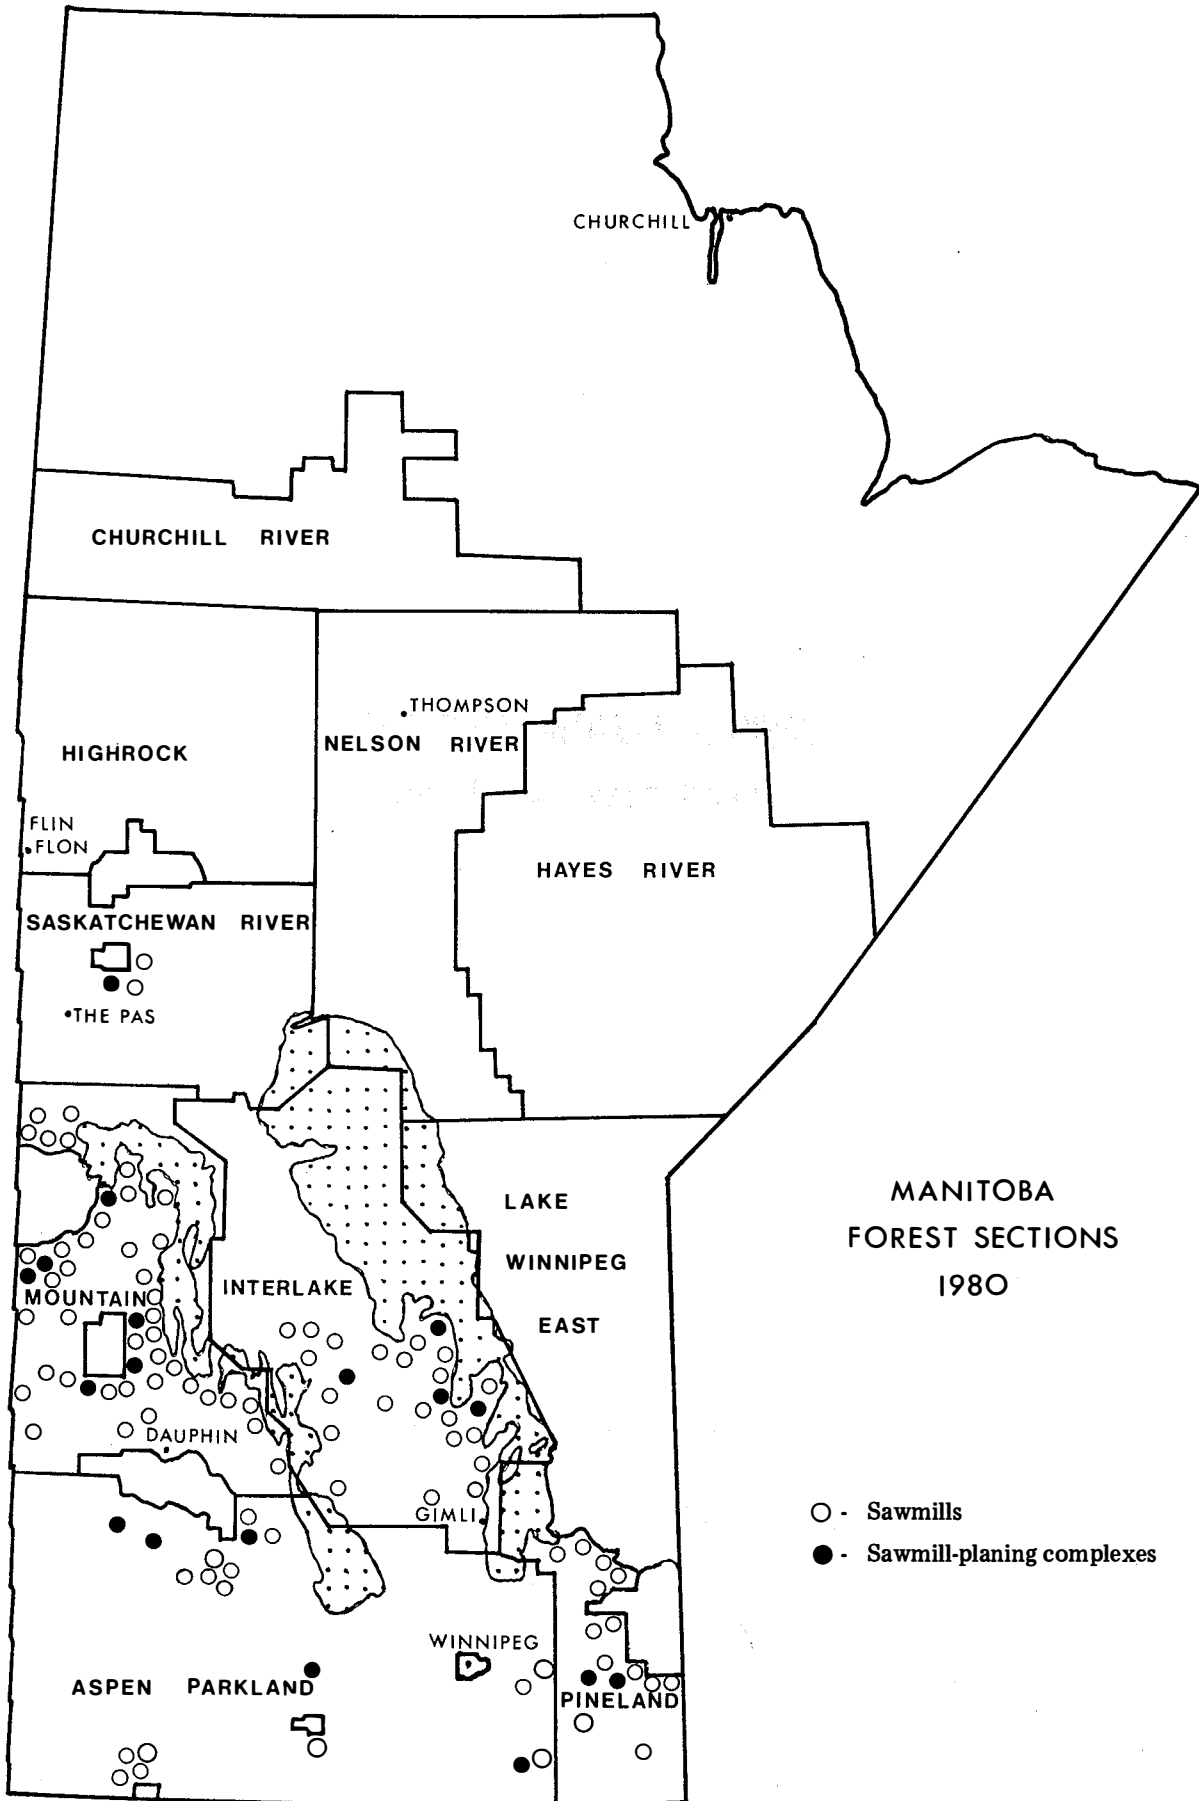 CHURCHILL
CHURCHILL RIVER
THOMPSON
NELSON RIVER
HIGHROCK
FLIN
FLON
HAYES RIVER
SASKATCHEWAN RIVER
THE PAS
MANITOBA
FOREST SECTIONS
1980
LAKE
WINNIPEG
EAST
INTERLAKE
MOUNTAIN
DAUPHIN
GIMLI
O - Sawmills
● - Sawmill-planing complexes
WINNIPEG
ASPEN PARKLAND
PINELAND